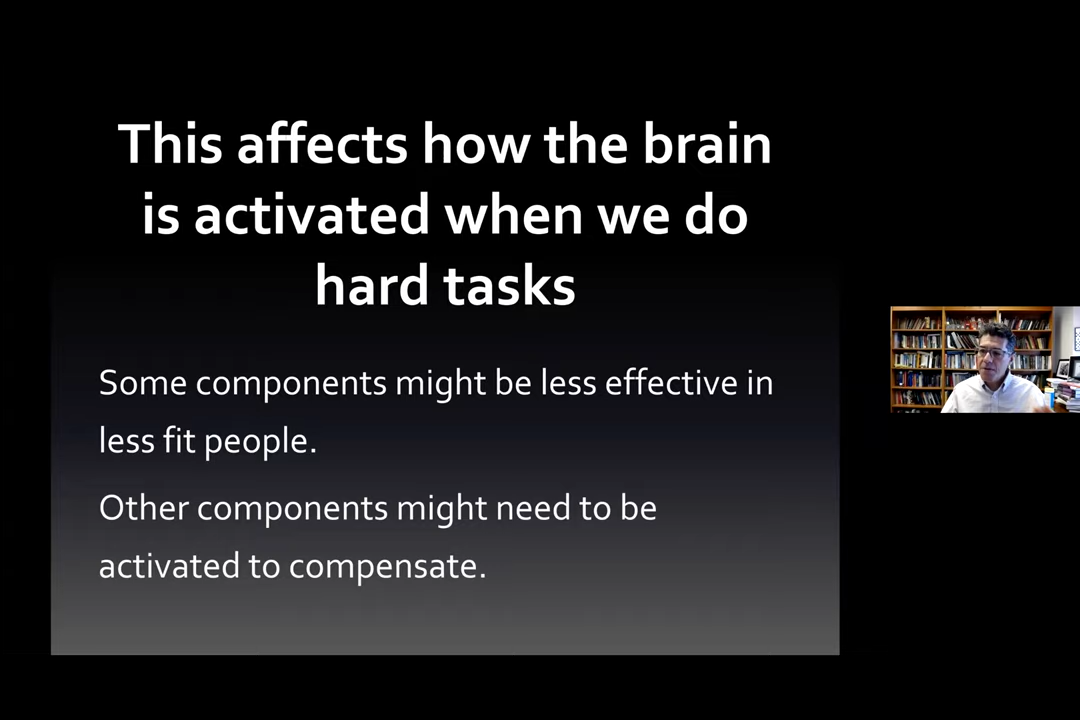 This affects how the brain
is activated when we do
hard tasks
Some components might be less effective in
less fit people.
Other components might need to be
activated to compensate.